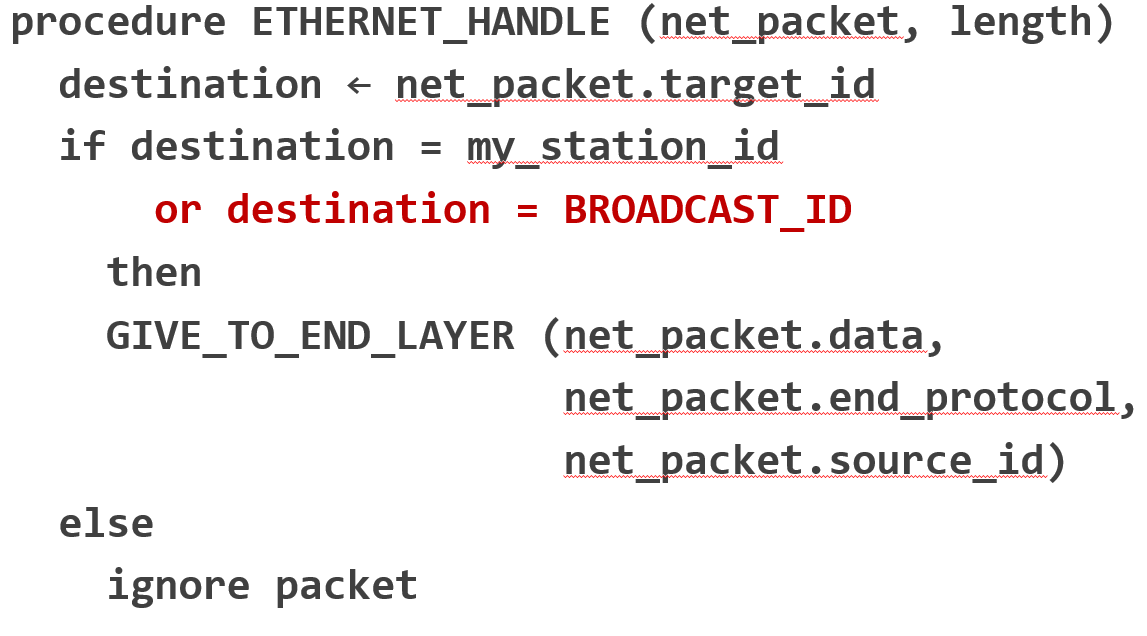 procedure ETHERNET_HANDLE (net_packet, length)
destination ← net_packet.target_id
if destination = my_station_id
or destination = BROADCAST_ID
then
GIVE_TO_END_LAYER (net_packet.data,
net_packet.end_protocol,
net_packet.source_id)
else
ignore packet